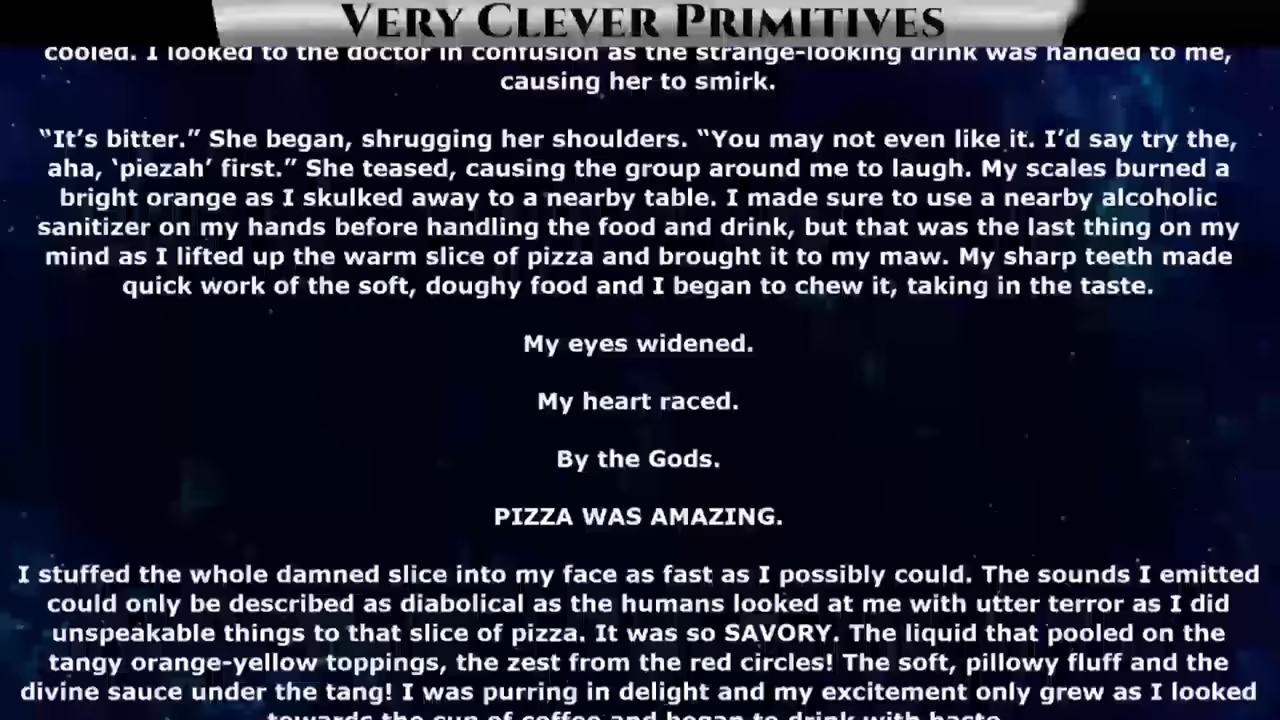 VERY CLEVER PRIMITIVES
cooled. I looked to the doctor in confusion as the strange-looking drink was handed to me,
causing her to smirk.
“It’s bitter.” She began, shrugging her shoulders. “You may not even like it. I’d say try the,
aha, ‘piezah’ first.” She teased, causing the group around me to laugh. My scales burned a
bright orange as I skulked away to a nearby table. I made sure to use a nearby alcoholic
sanitizer on my hands before handling the food and drink, but that was the last thing on my
mind as I lifted up the warm slice of pizza and brought it to my maw. My sharp teeth made
quick work of the soft, doughy food and I began to chew it, taking in the taste.
My eyes widened.
My heart raced.
By the Gods.
PIZZA WAS AMAZING.
I stuffed the whole damned slice into my face as fast as I possibly could. The sounds I emitted
could only be described as diabolical as the humans looked at me with utter terror as I did
unspeakable things to that slice of pizza. It was so SAVORY. The liquid that pooled on the
tangy orange-yellow toppings, the zest from the red circles! The soft, pillowy fluff and the
divine sauce under the tang! I was purring in delight and my excitement only grew as I looked
towards the cup of coffee and began to drink with haste.